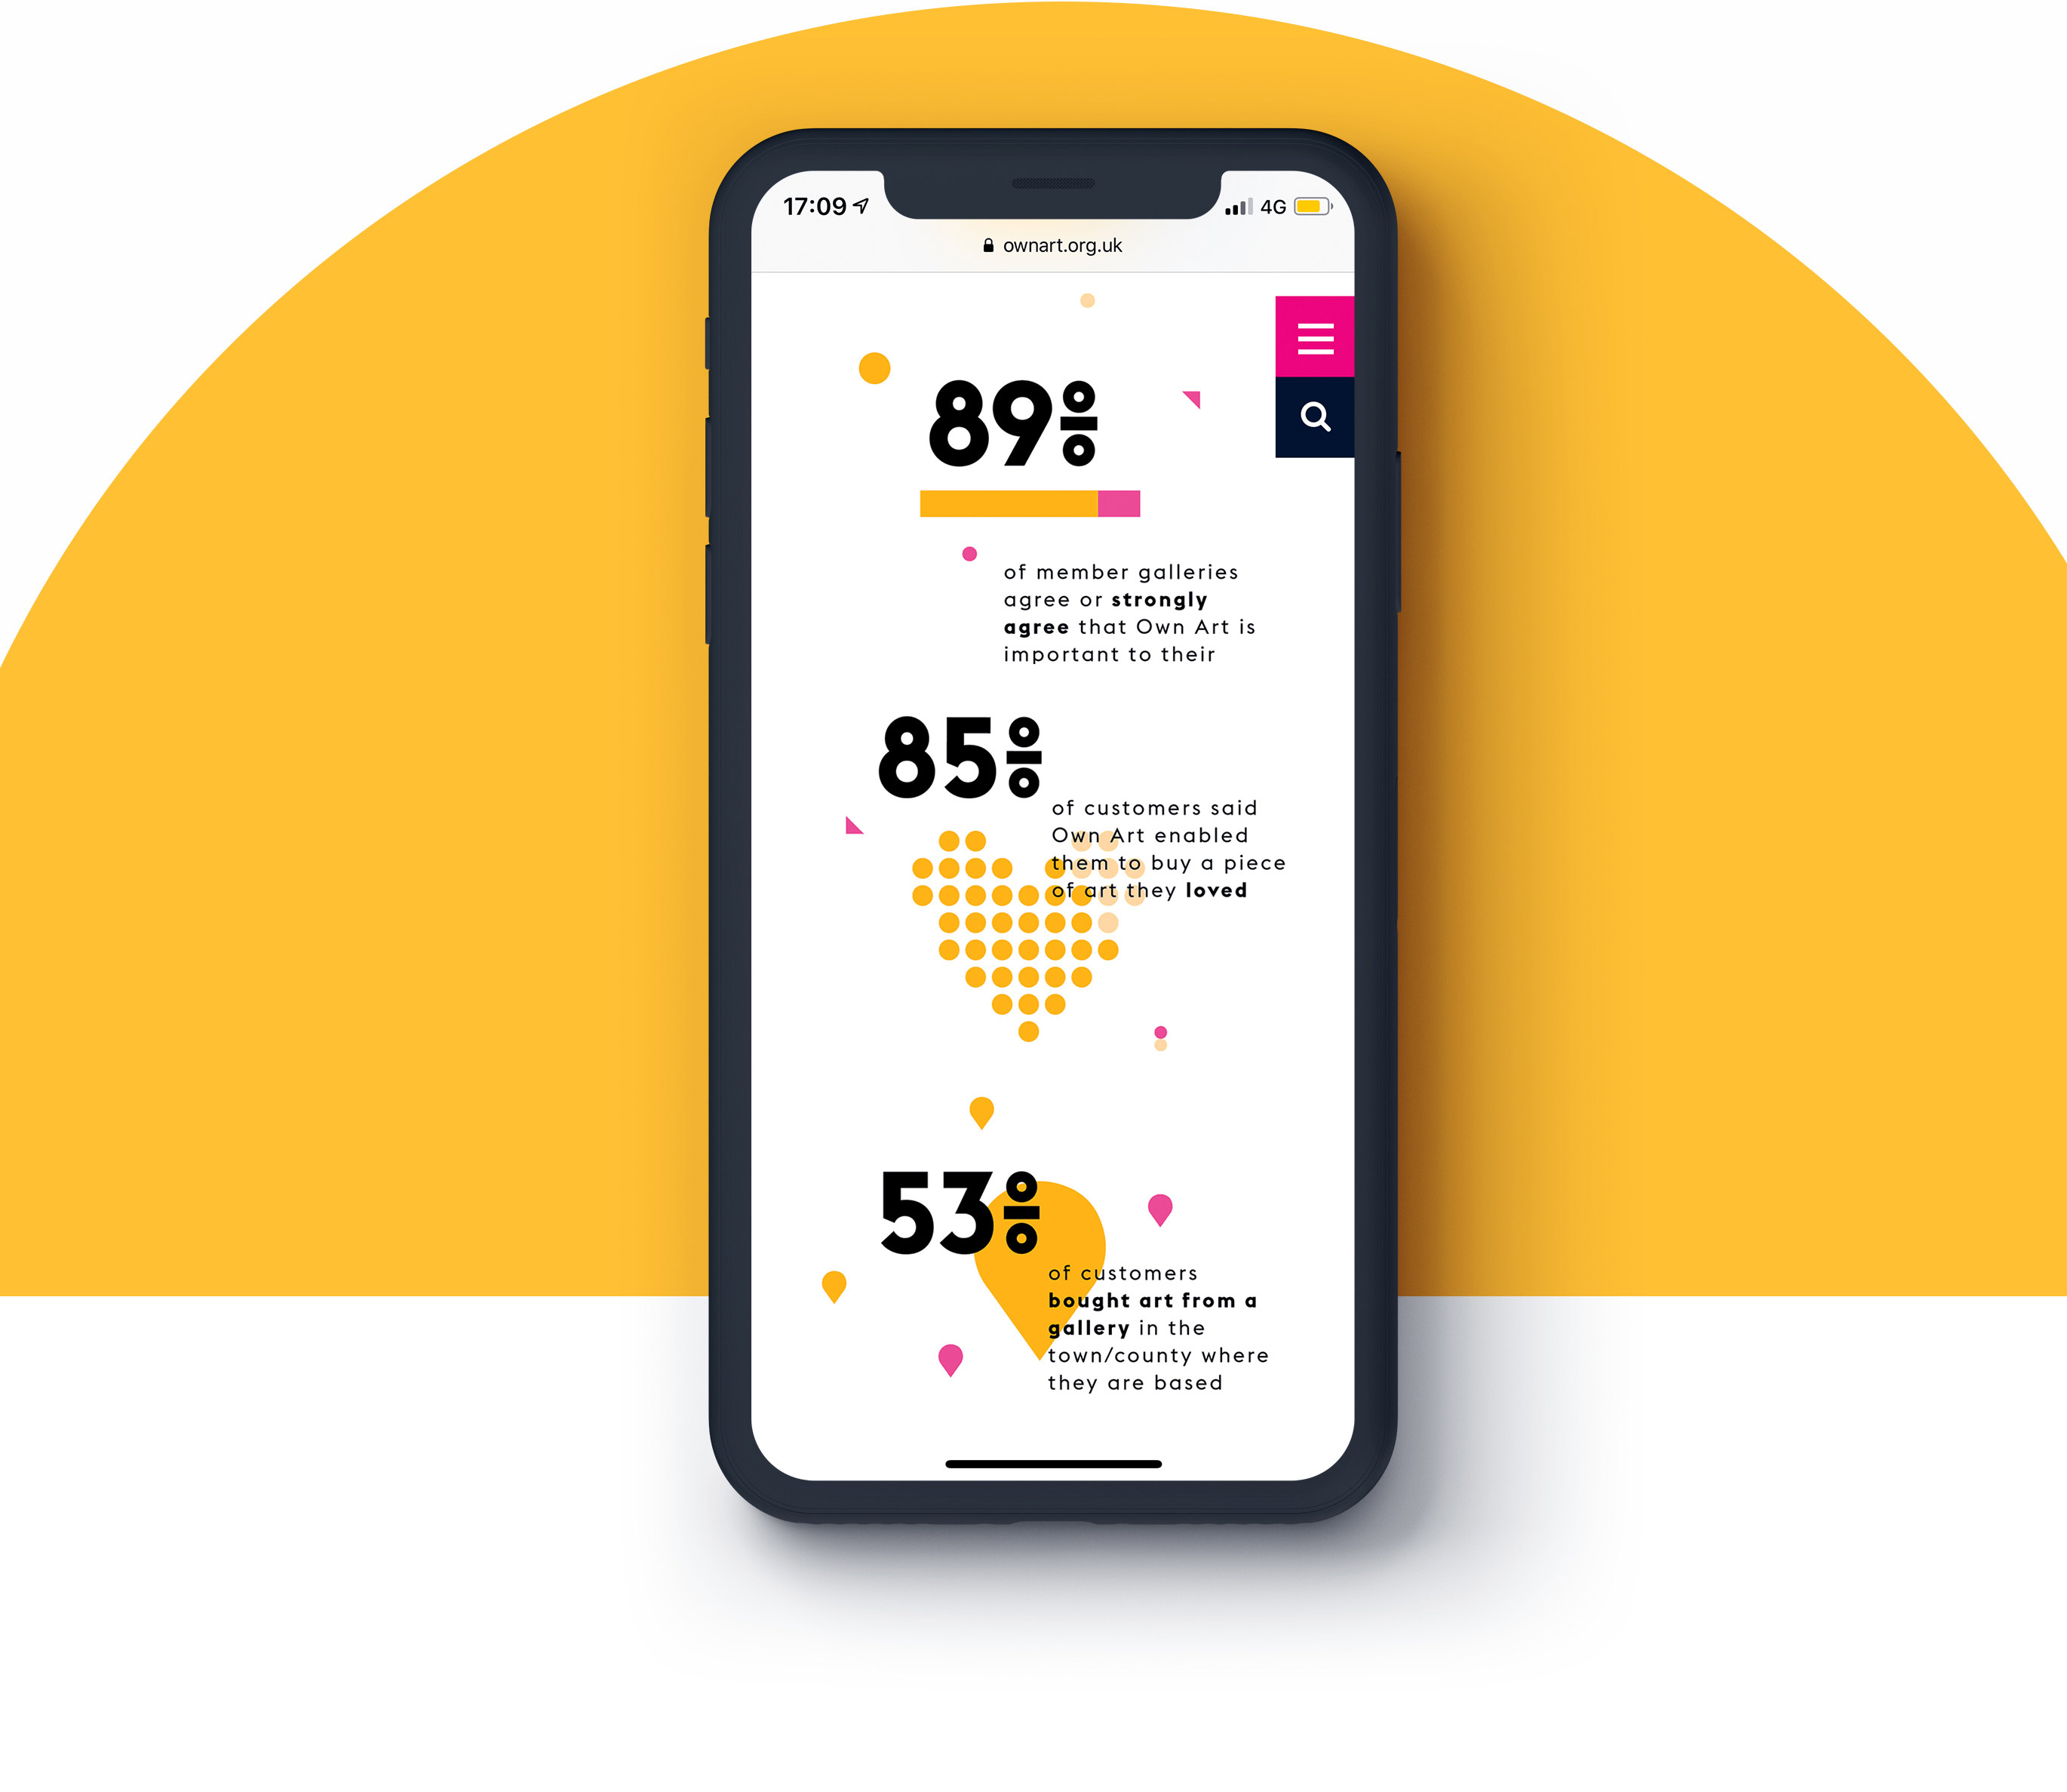 17:09
4G
ownart.org.uk
89%
of member galleries
agree or strongly
agree that Own Art is
important to their
85%
of customers said
Own Art enabled
them to buy a piece
of art they loved
53%
of customers
bought art from a
gallery in the
town/county where
they are based